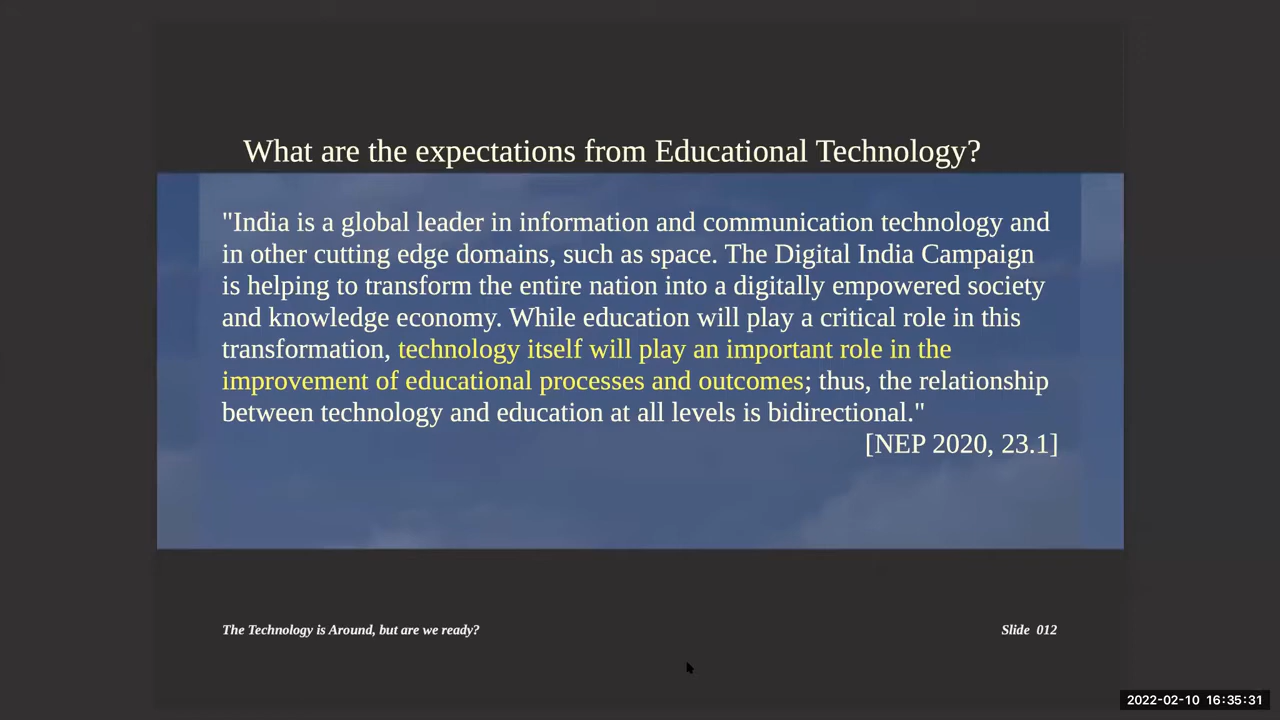 What are the expectations from Educational Technology?
"India is a global leader in information and communication technology and
in other cutting edge domains, such as space. The Digital India Campaign
is helping to transform the entire nation into a digitally empowered society
and knowledge economy. While education will play a critical role in this
transformation, technology itself will play an important role in the
improvement of educational processes and outcomes; thus, the relationship
between technology and education at all levels is bidirectional."
[NEP 2020, 23.1]
The Technology is Around, but are we ready?
Slide 012
2022-02-10 16:35:31